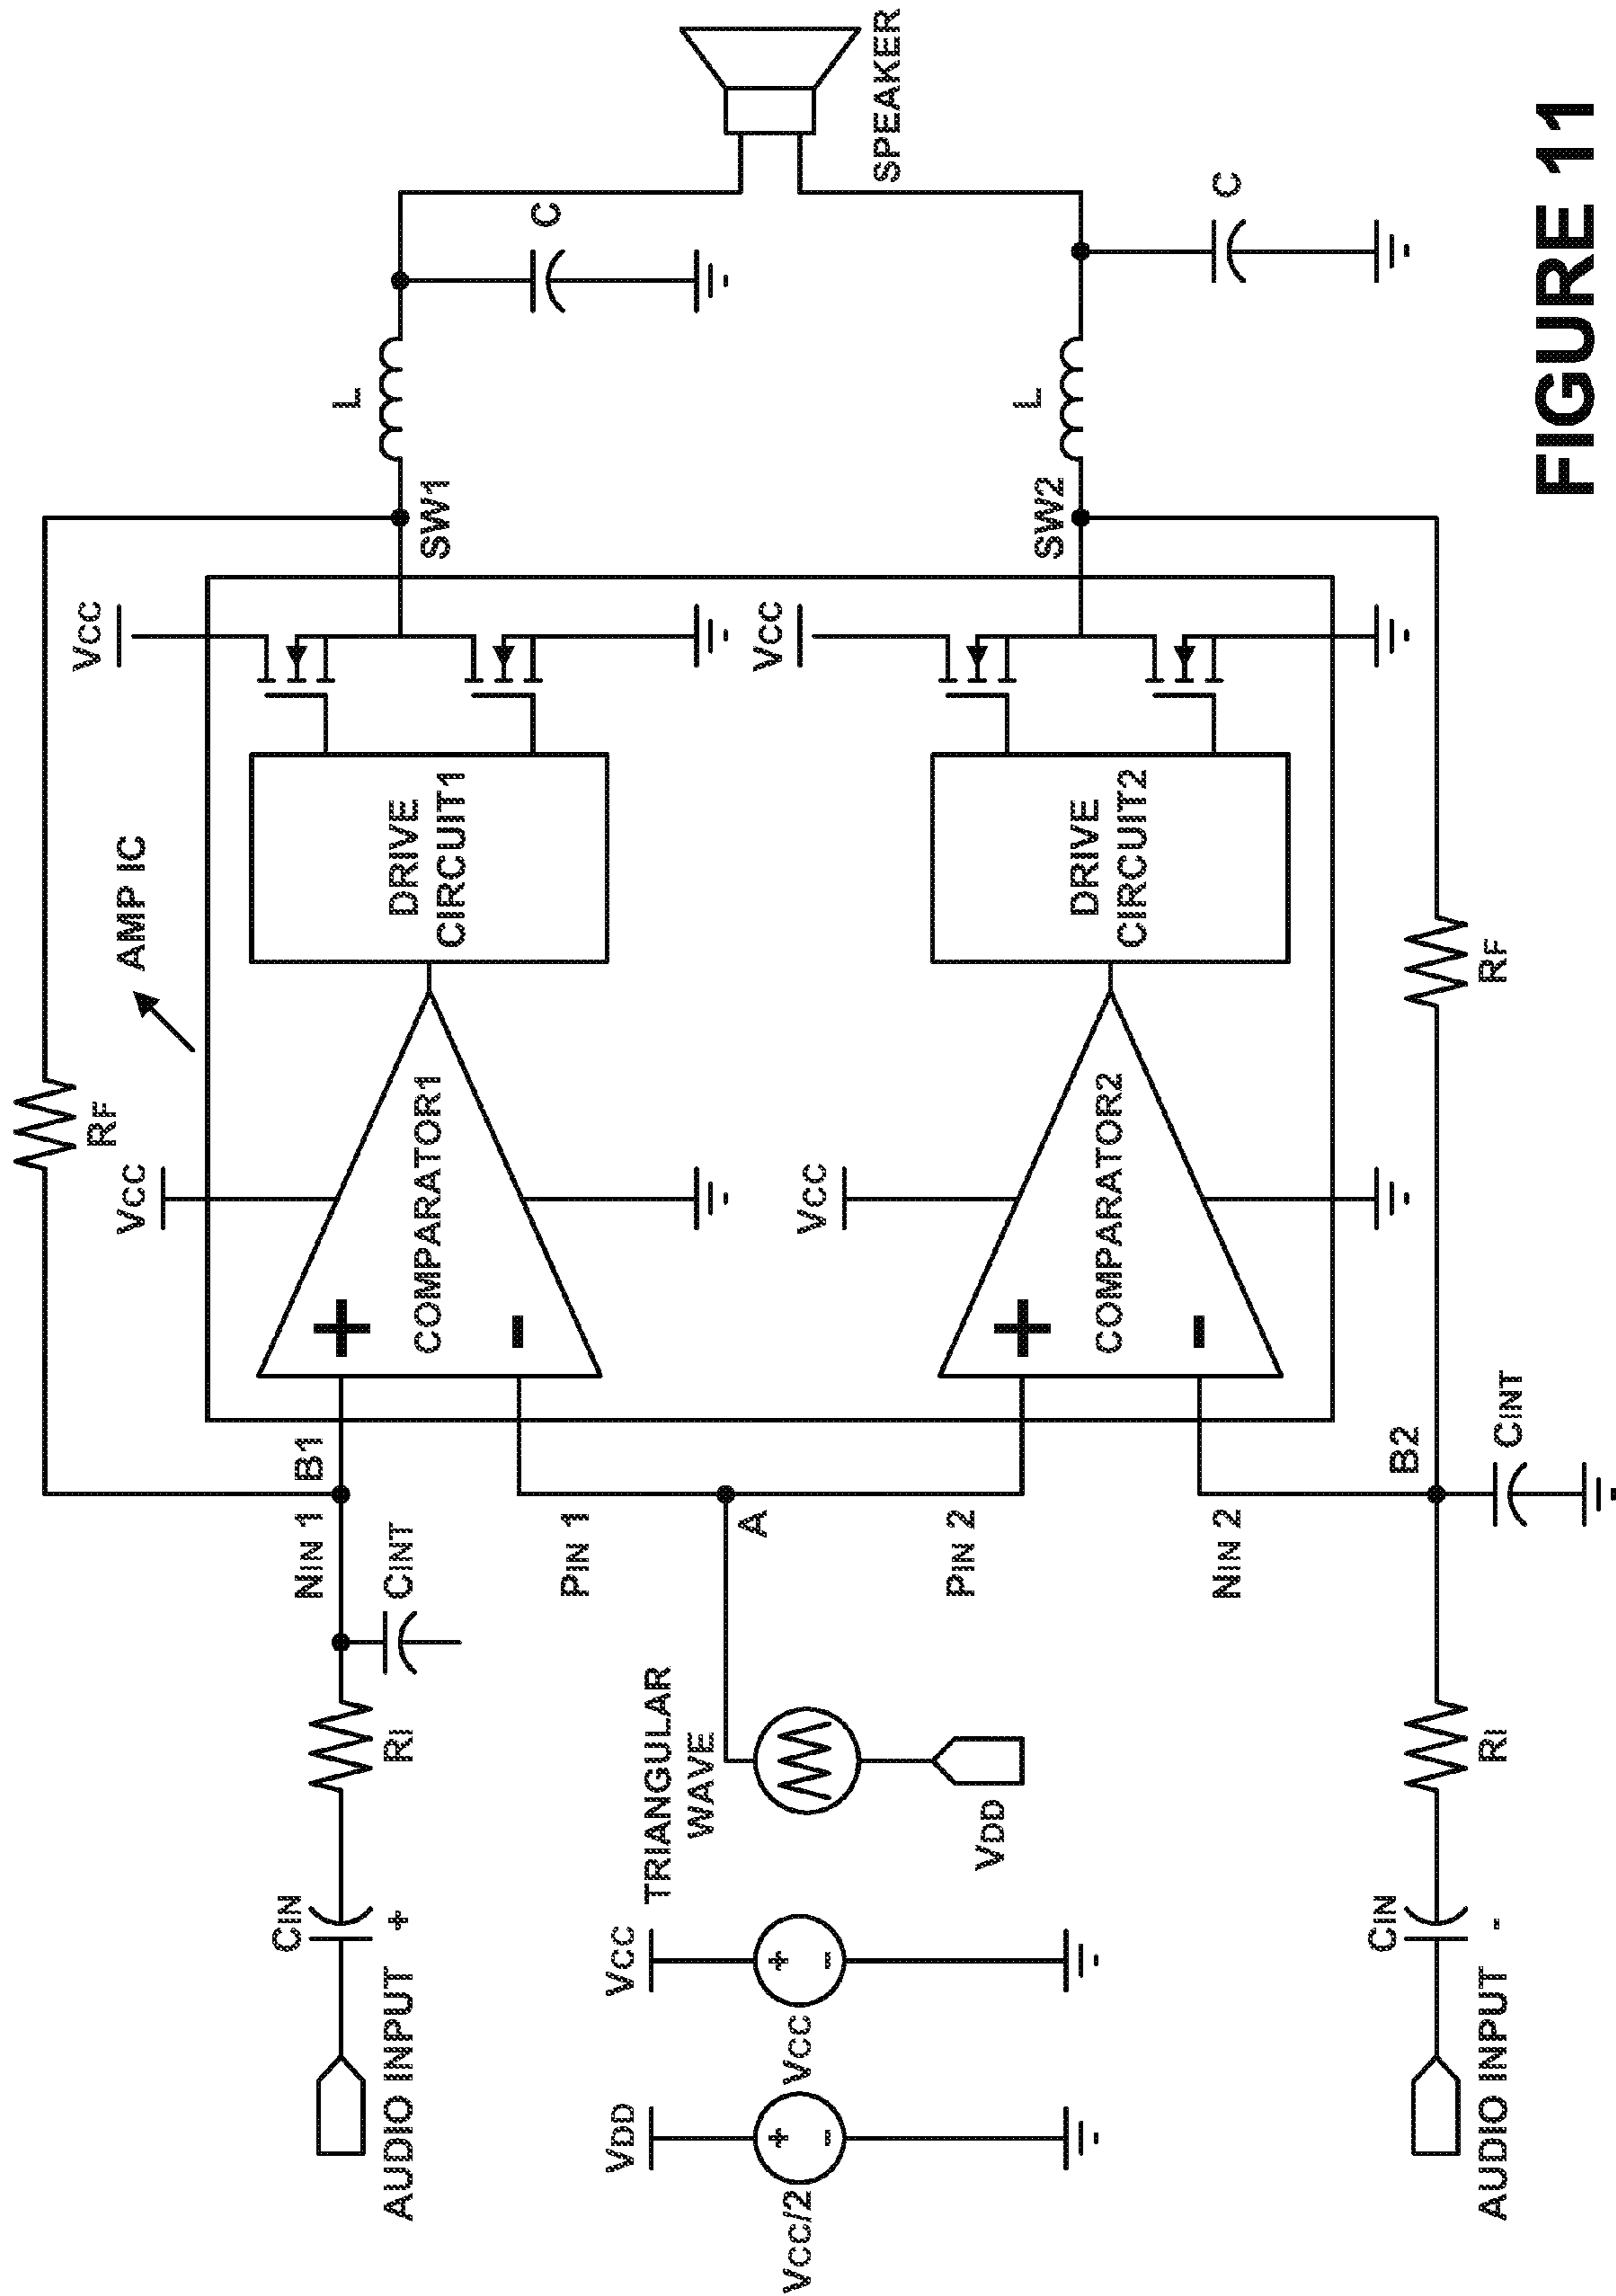 RF
AMP IC
VCC
VCC
NIN 1
B1
SW1
L
C
CIN
RI
CINT
AUDIO INPUT +
+
COMPARATOR1
-
DRIVE
CIRCUIT1
PIN 1
TRIANGULAR
WAVE
A
SPEAKER
VDD
VCC
VCC/2
+
-
VCC
+
-
VDD
VCC
VCC
PIN 2
+
COMPARATOR2
-
DRIVE
CIRCUIT2
SW2
L
C
NIN 2
B2
CIN
RI
CINT
RF
AUDIO INPUT -
FIGURE 11